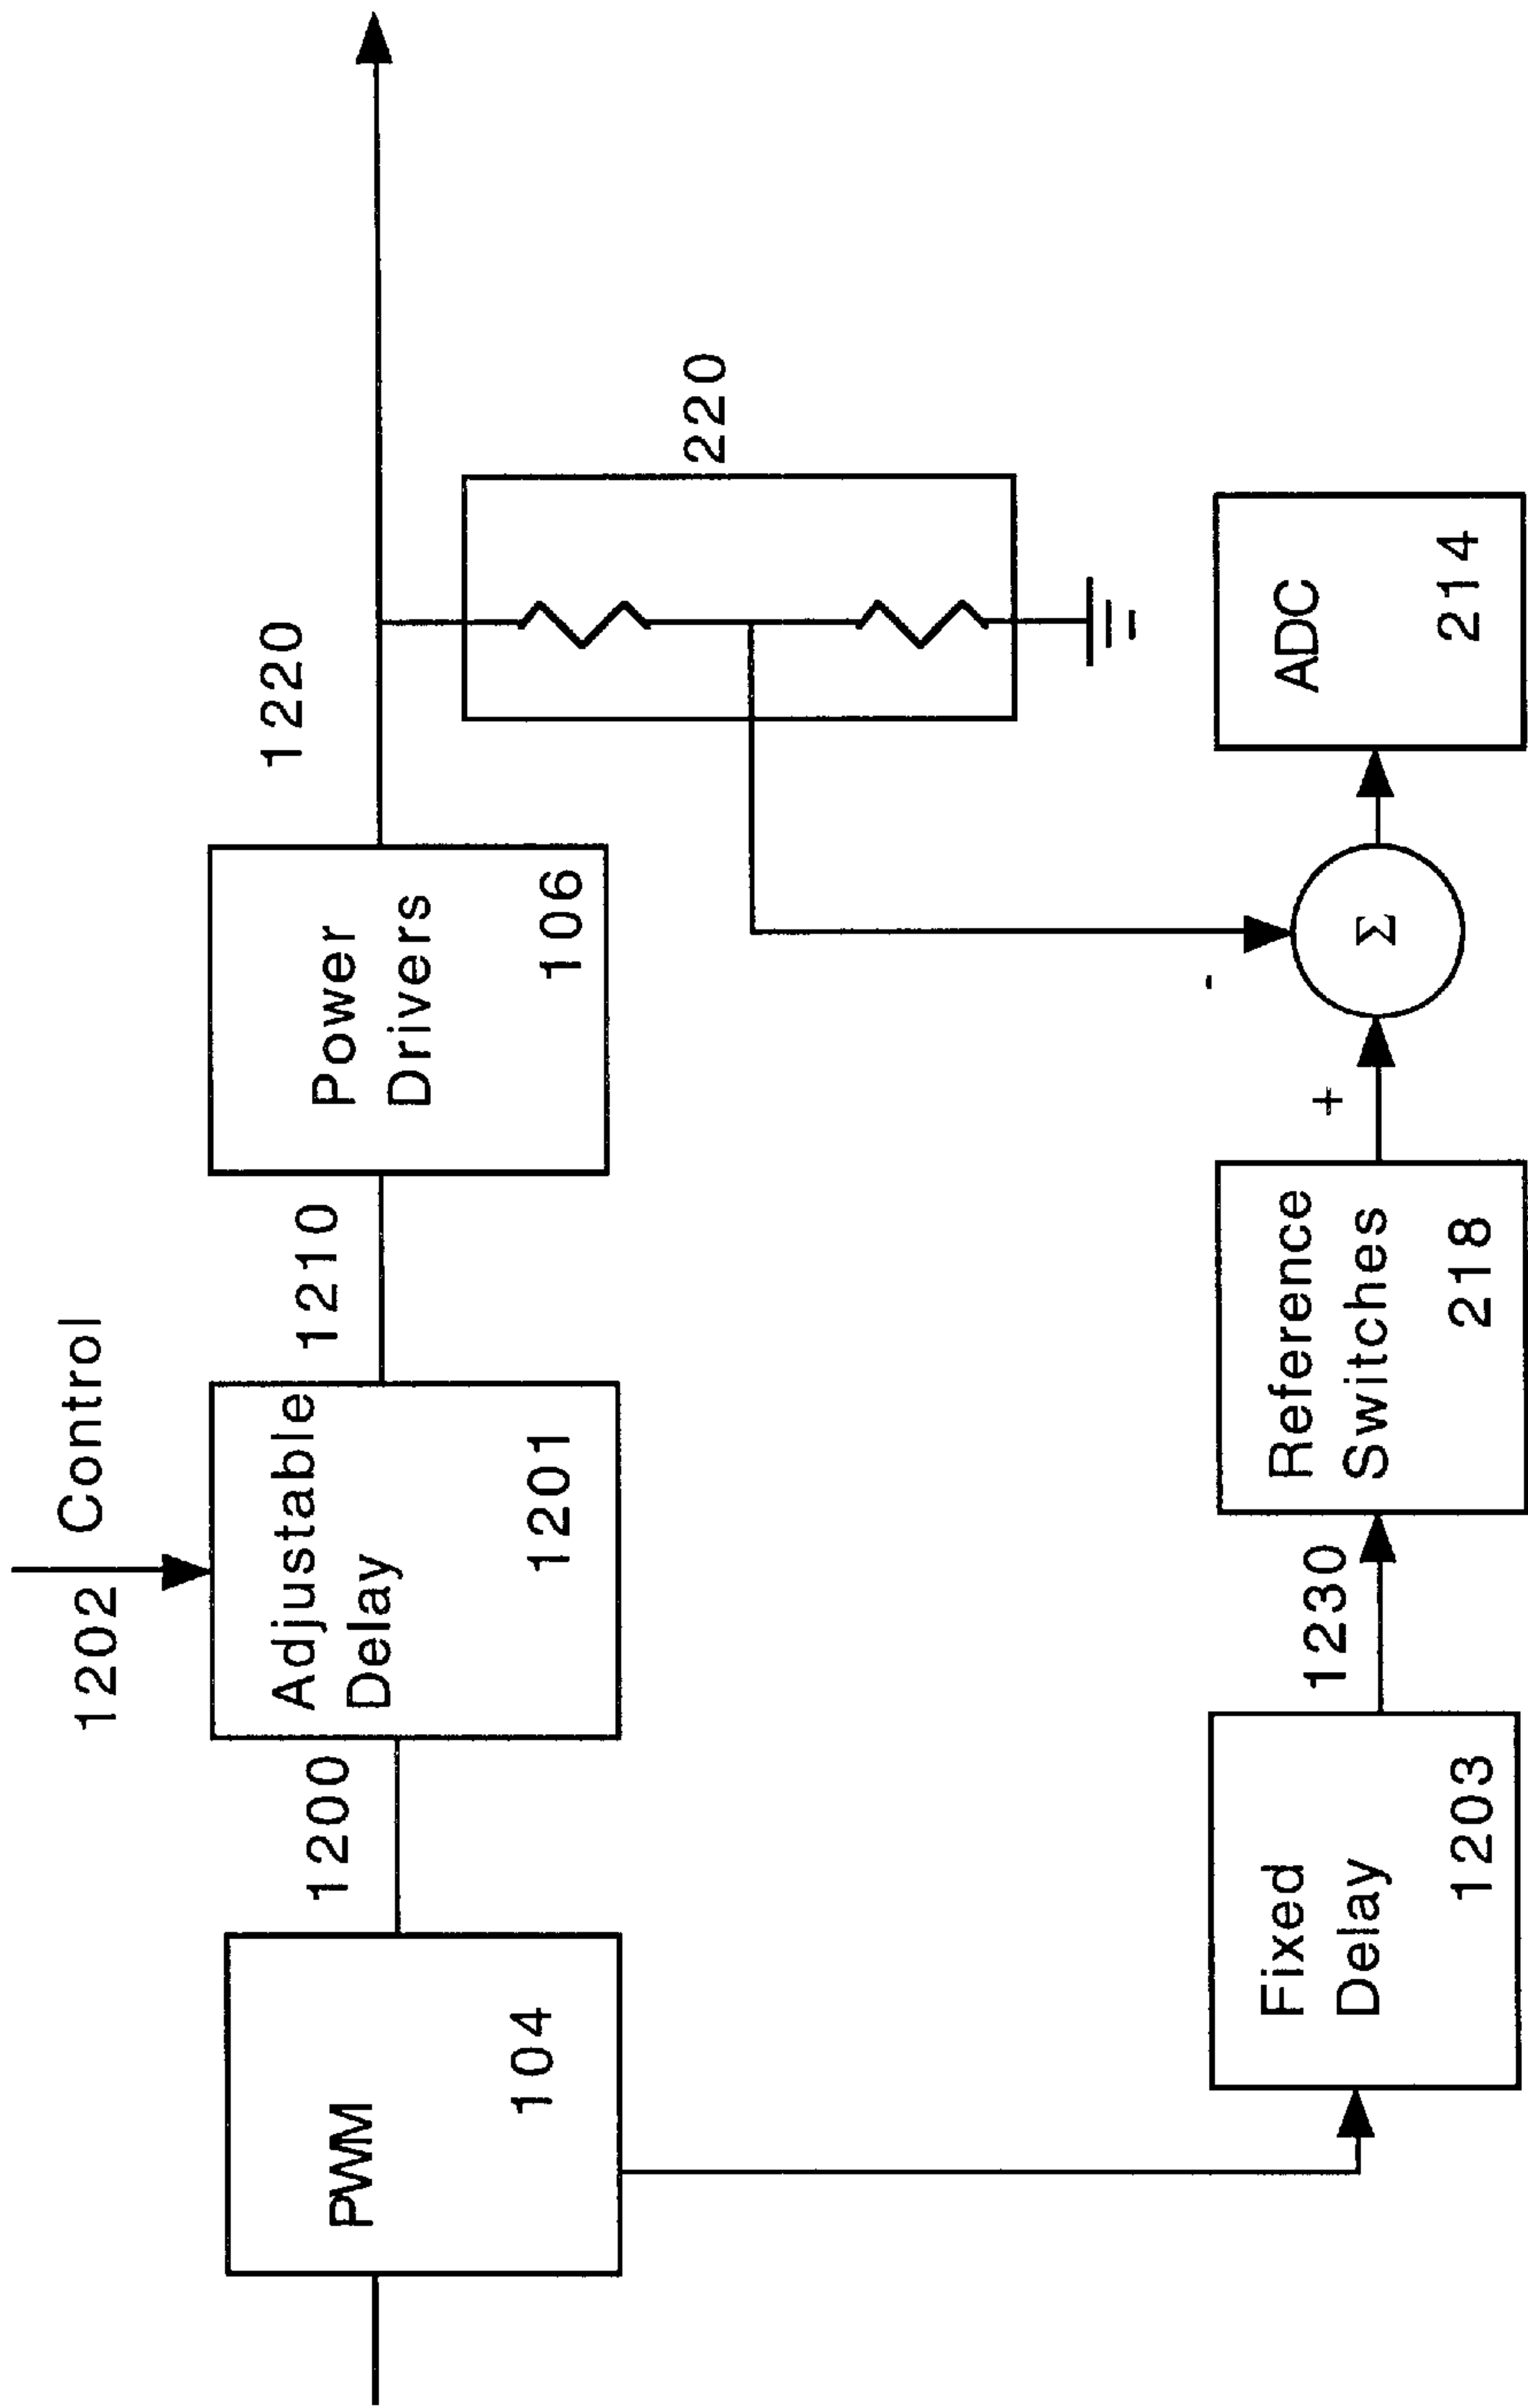 1202
Control
PWM
104
1200
Adjustable
Delay
1201
1210
Power
Drivers
106
1220
220
Fixed
Delay
1203
1230
Reference
Switches
218
+
-
Σ
ADC
214